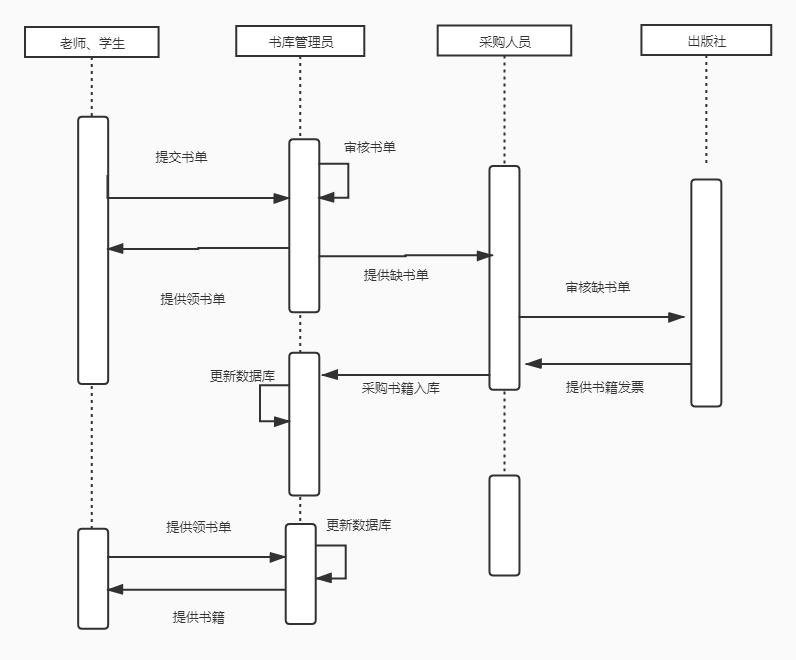 老师、学生
书库管理员
采购人员
出版社
审核书单
提交书单
提供缺书单
审核缺书单
提供领书单
更新数据库
采购书籍入库
提供书籍发票
提供领书单
更新数据库
提供书籍